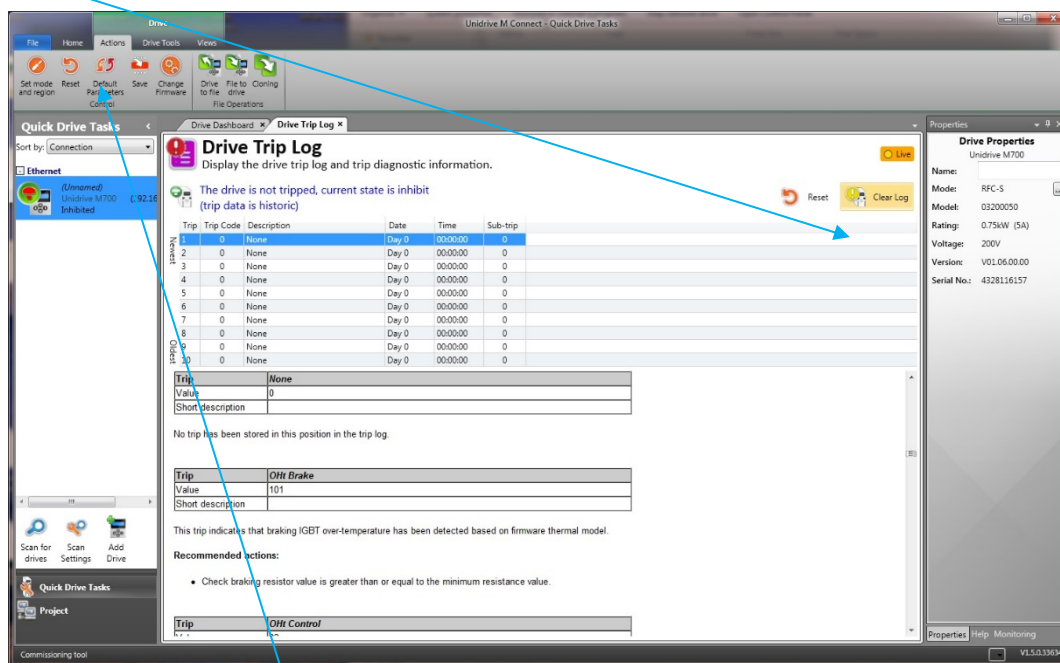 Drive
Unidrive M Connect - Quick Drive Tasks
File Home Actions Drive Tools Views
Set mode and region
Reset
Default Parameters
Save
Change Firmware
Drive to file
File to drive
Cloning
Control
File Operations
Quick Drive Tasks
Sort by: Connection
Ethernet
(Unnamed)
Unidrive M700 (192.16
Inhibited
Scan for drives
Scan Settings
Add Drive
Quick Drive Tasks
Project
Commissioning tool
Drive Dashboard × Drive Trip Log ×
Drive Trip Log
Display the drive trip log and trip diagnostic information.
Live
The drive is not tripped, current state is inhibit
(trip data is historic)
Reset
Clear Log
Trip Trip Code Description Date Time Sub-trip
Newest
1 0 None Day 0 00:00:00 0
2 0 None Day 0 00:00:00 0
3 0 None Day 0 00:00:00 0
4 0 None Day 0 00:00:00 0
5 0 None Day 0 00:00:00 0
6 0 None Day 0 00:00:00 0
7 0 None Day 0 00:00:00 0
8 0 None Day 0 00:00:00 0
9 0 None Day 0 00:00:00 0
10 0 None Day 0 00:00:00 0
Oldest
Trip None
Value 0
Short description
No trip has been stored in this position in the trip log.
Trip OHt Brake
Value 101
Short description
This trip indicates that braking IGBT over-temperature has been detected based on firmware thermal model.
Recommended actions:
• Check braking resistor value is greater than or equal to the minimum resistance value.
Trip OHt Control
Properties
Drive Properties
Unidrive M700
Name:
Mode: RFC-S
Model: 03200050
Rating: 0.75kW (5A)
Voltage: 200V
Version: V01.06.00.00
Serial No.: 4328116157
Properties Help Monitoring
V1.5.0.3363